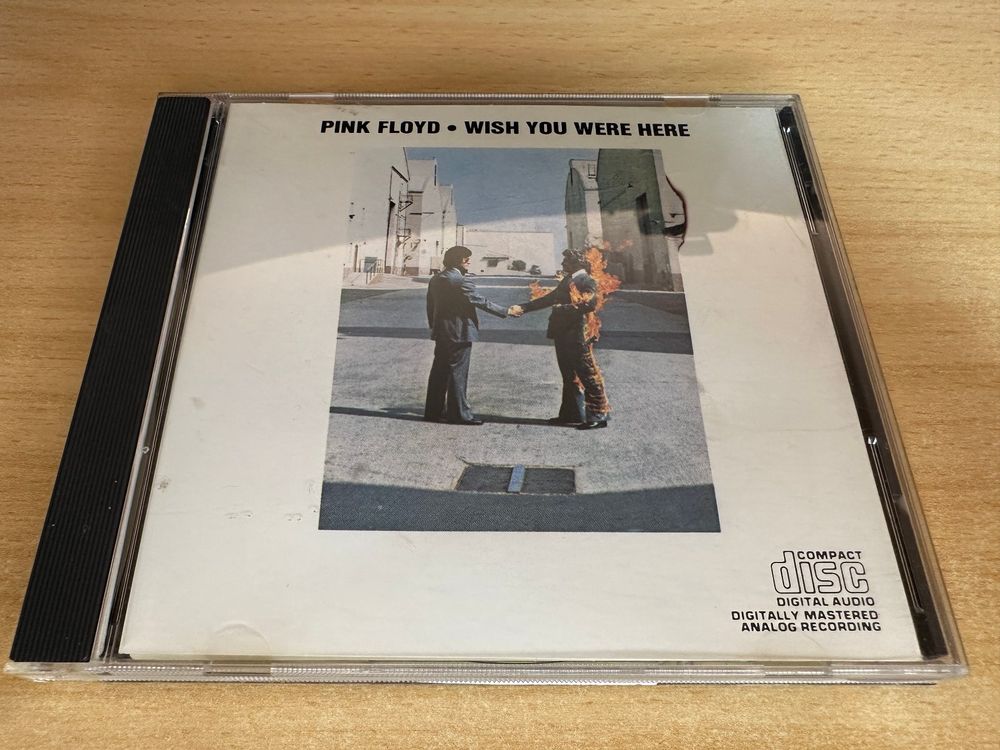 PINK FLOYD • WISH YOU WERE HERE
COMPACT
disc
DIGITAL AUDIO
DIGITALLY MASTERED
ANALOG RECORDING